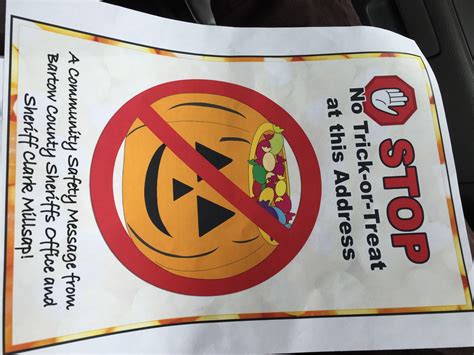 STOP
No Trick-or-Treat
at this Address
A Community Safety Message from
Bartow County Sheriffs Office and
Sheriff Clark Millsap!